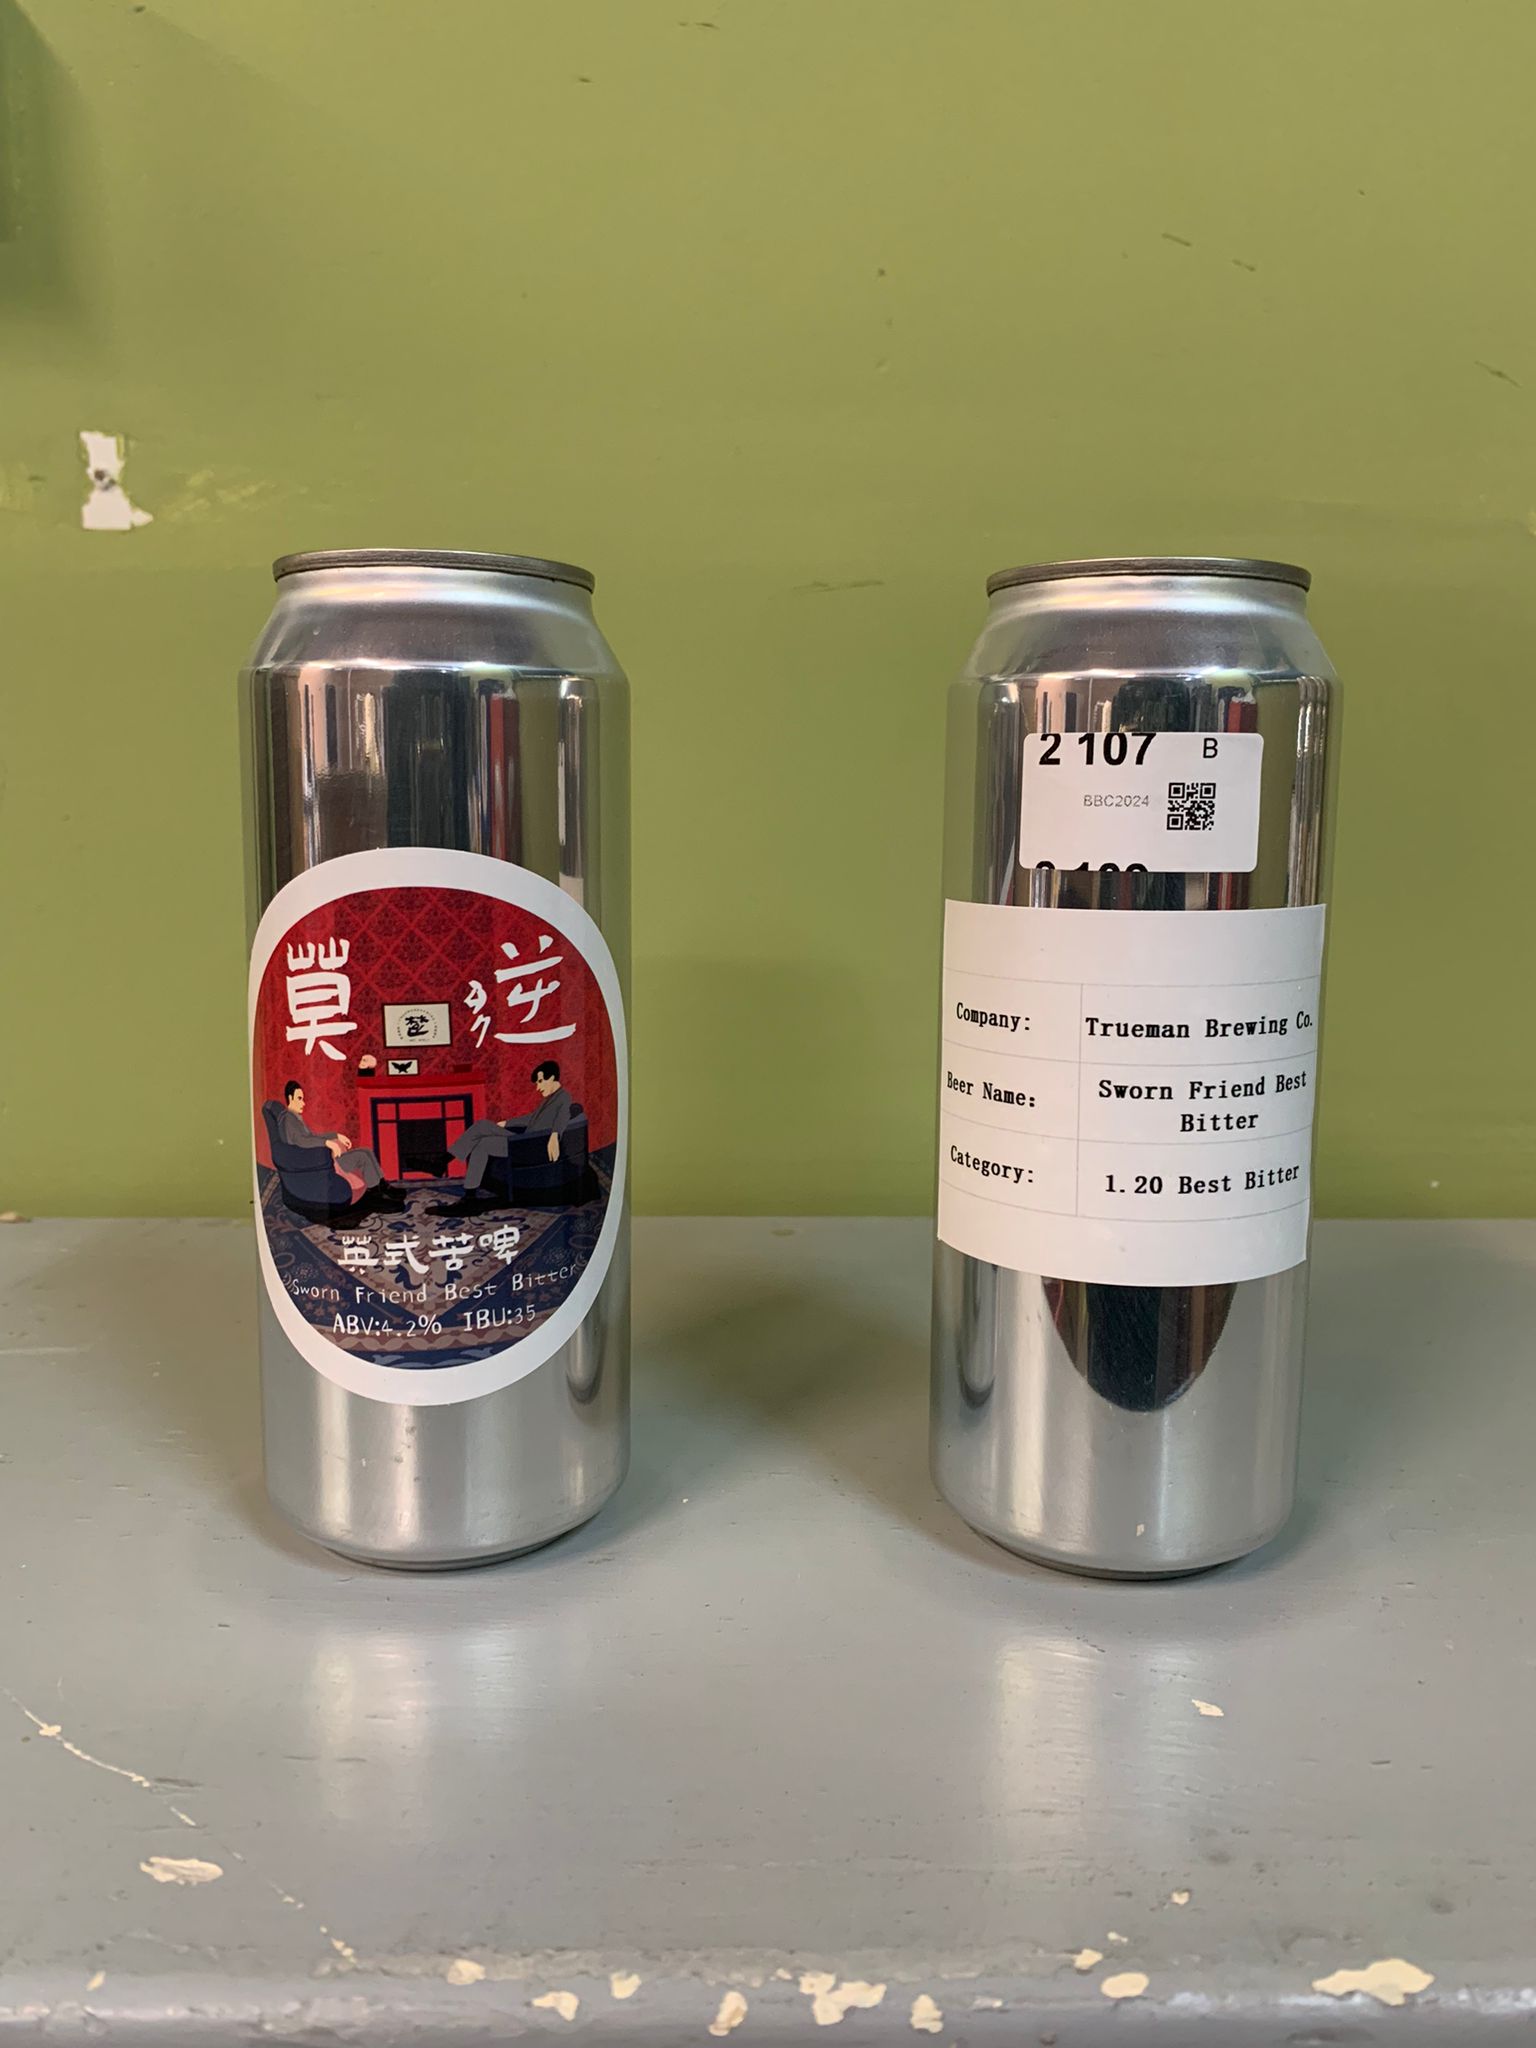 莫逆
英式苦啤
Sworn Friend Best Bitter
ABV:4.2% IBU:35
2 107 B
BBC2024
Company: Trueman Brewing Co.
Beer Name: Sworn Friend Best
Bitter
Category: 1.20 Best Bitter